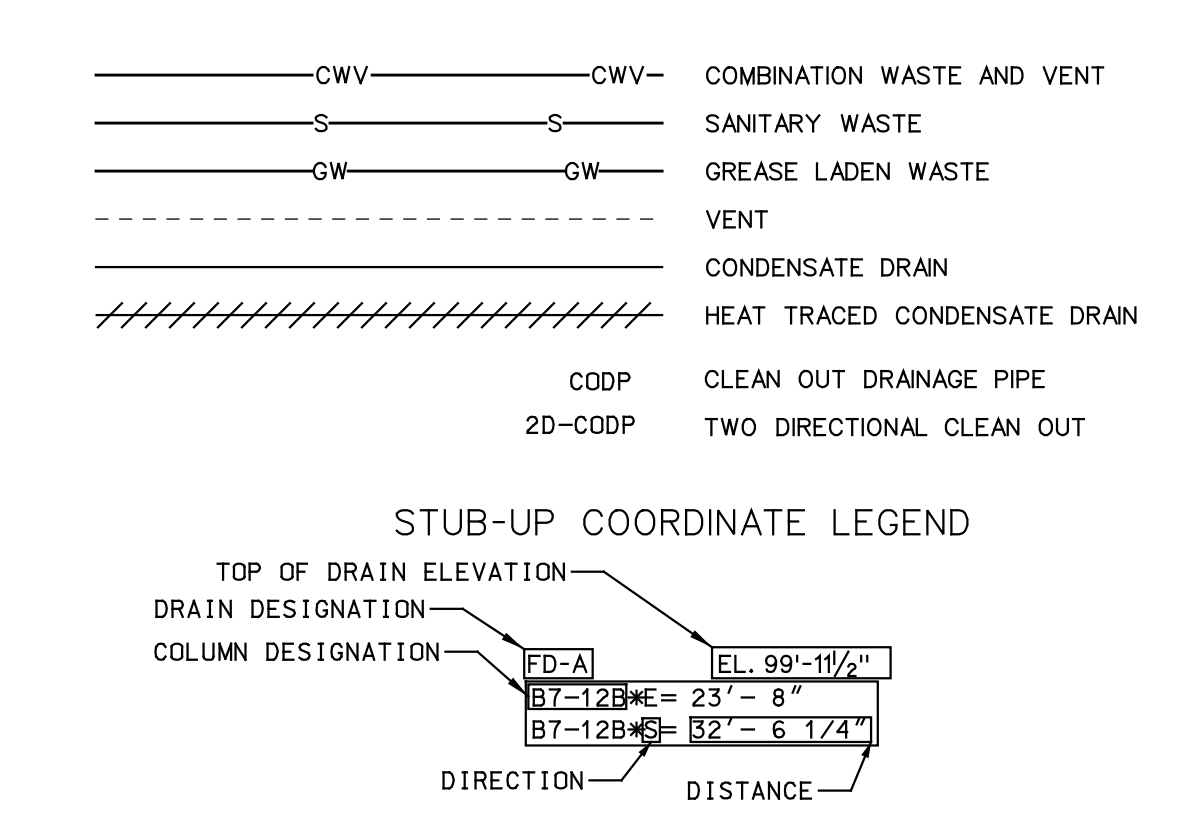 CWV CWV COMBINATION WASTE AND VENT
S S SANITARY WASTE
GW GW GREASE LADEN WASTE
VENT
CONDENSATE DRAIN
HEAT TRACED CONDENSATE DRAIN
CODP CLEAN OUT DRAINAGE PIPE
2D-CODP TWO DIRECTIONAL CLEAN OUT
STUB-UP COORDINATE LEGEND
TOP OF DRAIN ELEVATION
DRAIN DESIGNATION
COLUMN DESIGNATION
FD-A EL. 99'-11 1/2"
B7-12B*E= 23'- 8"
B7-12B*S= 32'- 6 1/4"
DIRECTION
DISTANCE